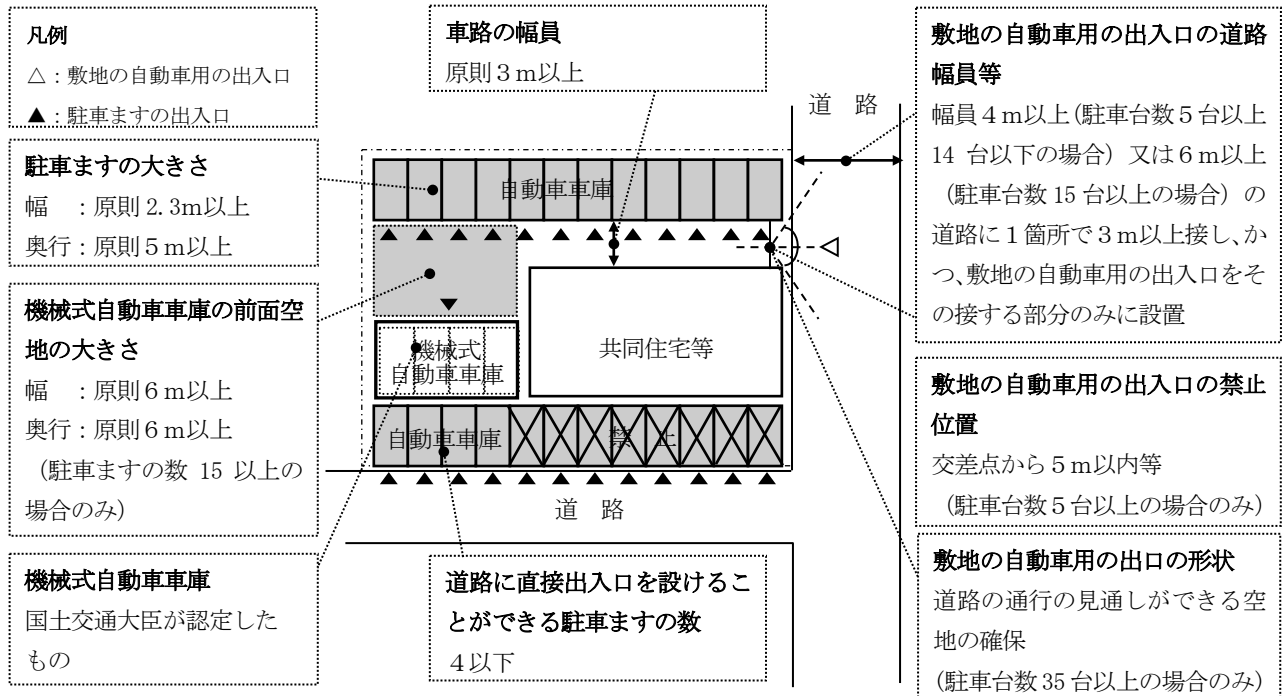 凡例
△：敷地の自動車用の出入口
▲：駐車ますの出入口
駐車ますの大きさ
幅　：原則 2.3m以上
奥行：原則５ｍ以上
機械式自動車車庫の前面空
地の大きさ
幅　：原則６ｍ以上
奥行：原則６ｍ以上
（駐車ますの数 15 以上の
場合のみ）
機械式自動車車庫
国土交通大臣が認定した
もの
車路の幅員
原則３ｍ以上
道　路
自動車車庫
機械式
自動車車庫
共同住宅等
自動車車庫
禁　止
道　路
道路に直接出入口を設けるこ
とができる駐車ますの数
４以下
敷地の自動車用の出入口の道路
幅員等
幅員４ｍ以上(駐車台数５台以上
14 台以下の場合）又は６ｍ以上
（駐車台数 15 台以上の場合）の
道路に１箇所で３ｍ以上接し、か
つ、敷地の自動車用の出入口をそ
の接する部分のみに設置
敷地の自動車用の出入口の禁止
位置
交差点から５ｍ以内等
（駐車台数５台以上の場合のみ）
敷地の自動車用の出口の形状
道路の通行の見通しができる空
地の確保
(駐車台数 35 台以上の場合のみ）